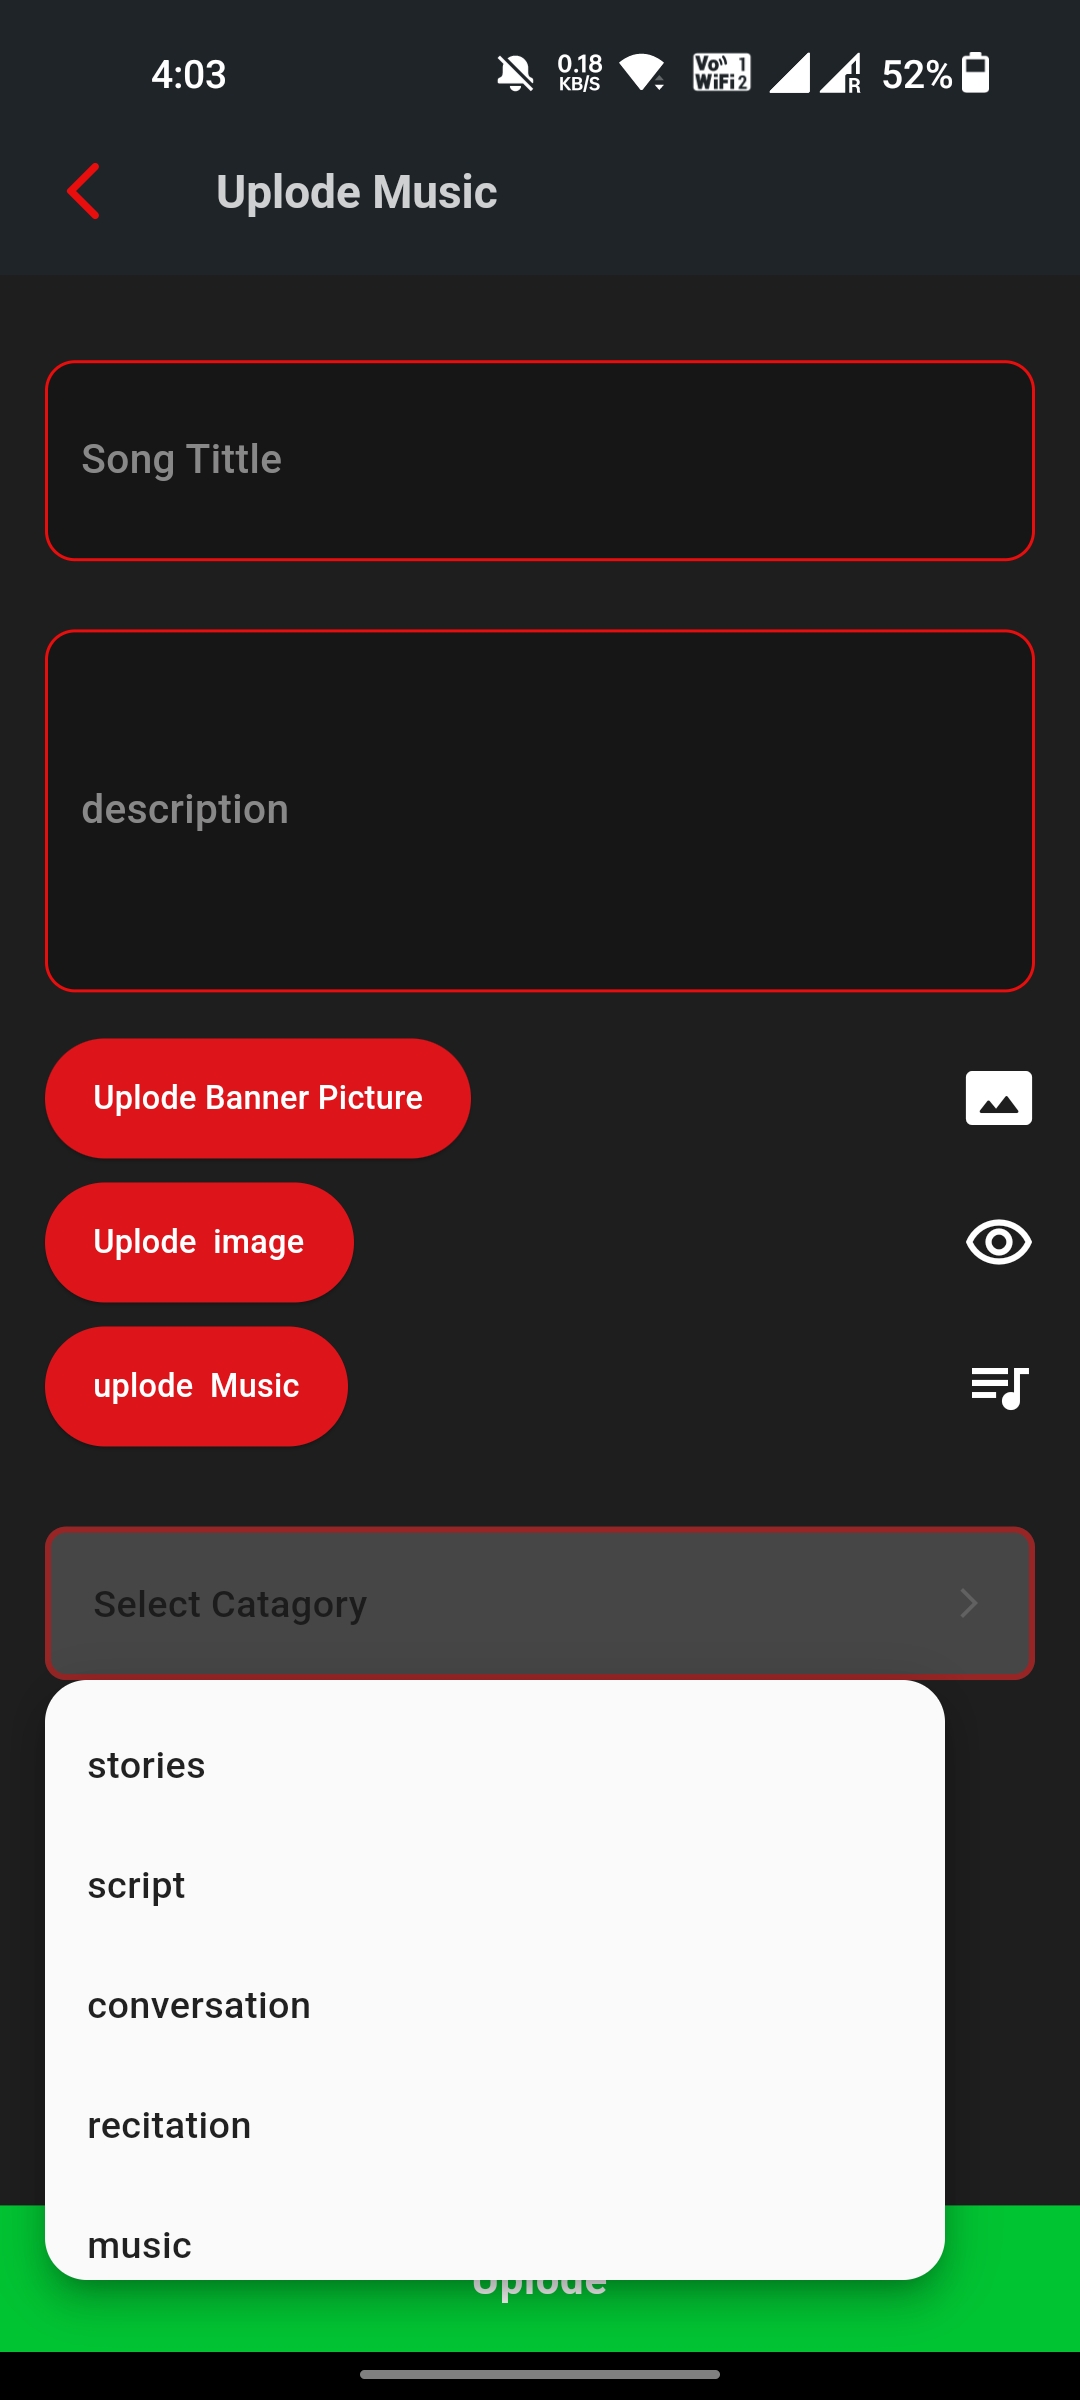 4:03 0.18 KB/S Vo WiFi 1 2 R 52%
Uplode Music
Song Tittle
description
Uplode Banner Picture
Uplode image
uplode Music
Select Catagory
stories
script
conversation
recitation
music
Uplode